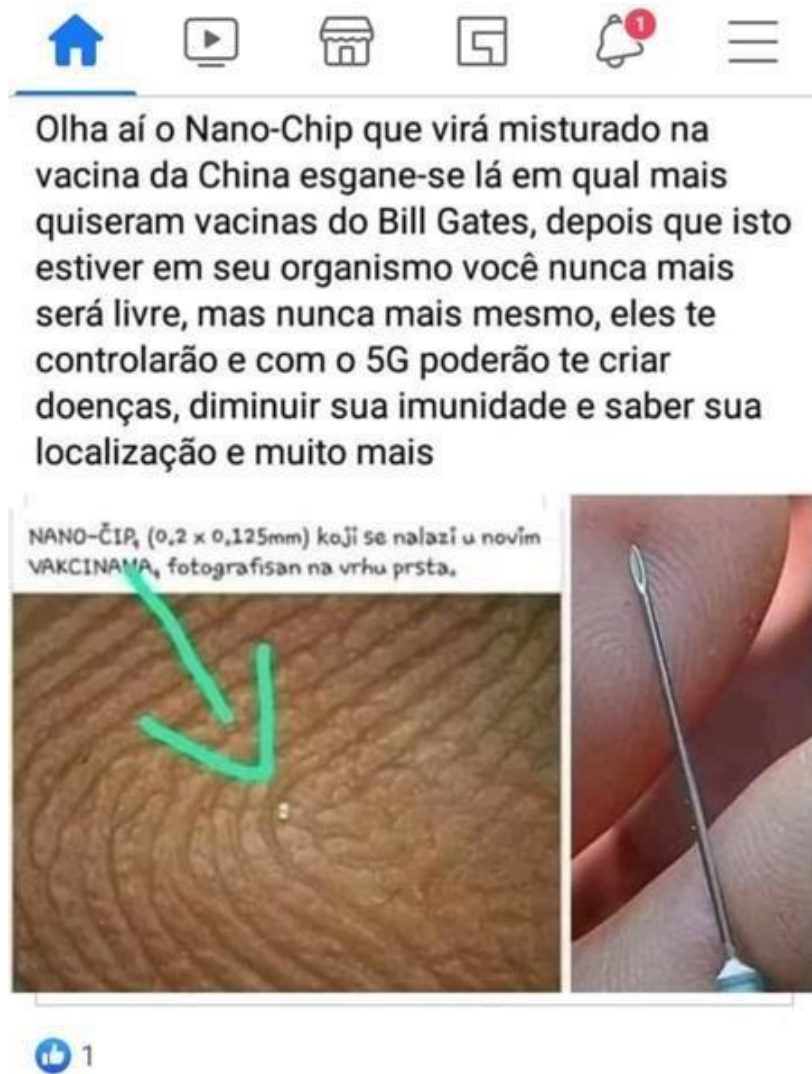 1
Olha aí o Nano-Chip que virá misturado na
vacina da China esgane-se lá em qual mais
quiseram vacinas do Bill Gates, depois que isto
estiver em seu organismo você nunca mais
será livre, mas nunca mais mesmo, eles te
controlarão e com o 5G poderão te criar
doenças, diminuir sua imunidade e saber sua
localização e muito mais
NANO-ČIP, (0,2 x 0,125mm) koji se nalazi u novim
VAKCINAMA, fotografisan na vrhu prsta.
1